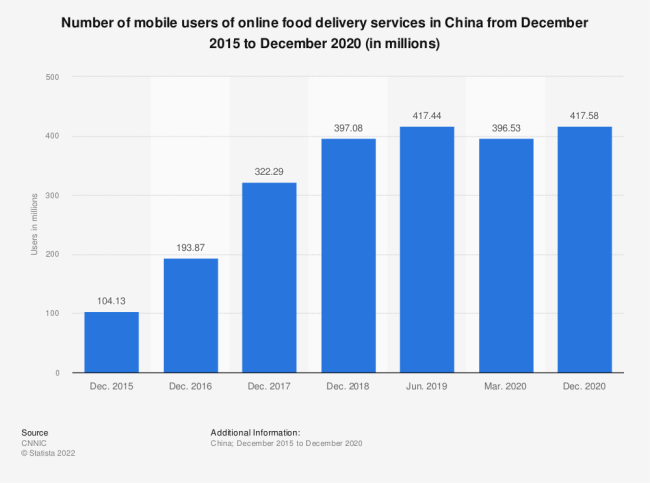 Number of mobile users of online food delivery services in China from December
2015 to December 2020 (in millions)
500
400
300
200
100
0
Users in millions
104.13
193.87
322.29
397.08
417.44
396.53
417.58
Dec. 2015
Dec. 2016
Dec. 2017
Dec. 2018
Jun. 2019
Mar. 2020
Dec. 2020
Source
CNNIC
© Statista 2022
Additional Information:
China; December 2015 to December 2020